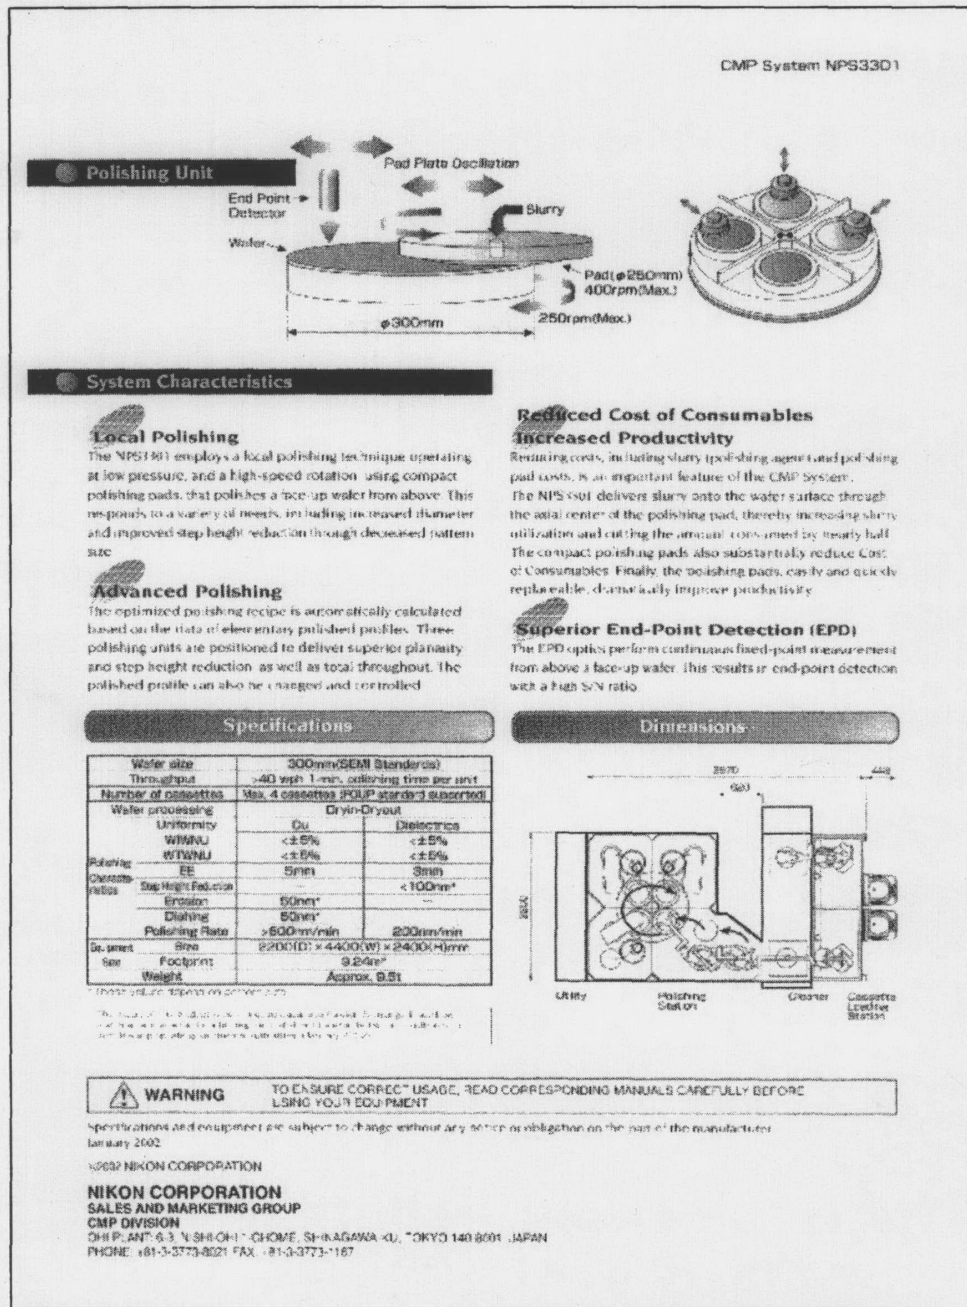 CMP System NPS3301
Polishing Unit
Pad Plate Oscillation
End Point
Detector
Slurry
Wafer
Pad(φ250mm)
400rpm(Max.)
250rpm(Max.)
φ300mm
System Characteristics
Local Polishing
The NPS3301 employs a local polishing technique operating
at low pressure, and a high-speed rotation using compact
polishing pads, that polishes a face-up wafer from above. This
responds to a variety of needs, including increased diameter
and improved step height reduction through decreased pattern
size
Advanced Polishing
The optimized polishing recipe is automatically calculated
based on the data of elementary polished profiles. Three
polishing units are positioned to deliver superior planarity
and step height reduction as well as total throughput. The
polished profile can also be changed and controlled
Reduced Cost of Consumables
Increased Productivity
Reducing costs, including slurry (polishing agent) and polishing
pad costs, is an important feature of the CMP System.
The NPS3301 delivers slurry onto the wafer surface through
the axial center of the polishing pad, thereby increasing slurry
utilization and cutting the amount consumed by nearly half
The compact polishing pads also substantially reduce Cost
of Consumables. Finally, the polishing pads, easily and quickly
replaceable, dramatically improve productivity
Superior End-Point Detection (EPD)
The EPD optics perform continuous fixed-point measurement
from above a face-up wafer. This results in end-point detection
with a high S/N ratio
Specifications
Wafer size 300mm(SEMI Standards)
Throughput >40 wph 1-min. polishing time per unit
Number of cassettes Max. 4 cassettes (FOUP standard supported)
Wafer processing Dryin-Dryout
Polishing Characteristics
Uniformity Cu Dielectrics
WIWNU <±5% <±5%
WTWNU <±5% <±5%
EE 5mm 3mm
Step Height Reduction — <100nm*
Erosion 50nm* —
Dishing 50nm*
Polishing Rate >500nm/min 200nm/min
Equipment Size
Size 2200(D)×4400(W)×2400(H)mm
Footprint 9.24m²
Weight Approx. 9.5t
* These values depend on pattern size
Dimensions
620
2200
Utility
Polishing
Station
Cleaner
Cassette
Loading
Station
WARNING
TO ENSURE CORRECT USAGE, READ CORRESPONDING MANUALS CAREFULLY BEFORE
USING YOUR EQUIPMENT
Specifications and equipment are subject to change without any notice or obligation on the part of the manufacturer
January 2002
©2002 NIKON CORPORATION
NIKON CORPORATION
SALES AND MARKETING GROUP
CMP DIVISION
OHI PLANT: 6-3, NISHI-OHI 1-CHOME, SHINAGAWA-KU, TOKYO 140-8601 JAPAN
PHONE: +81-3-3773-8021 FAX: +81-3-3773-1167